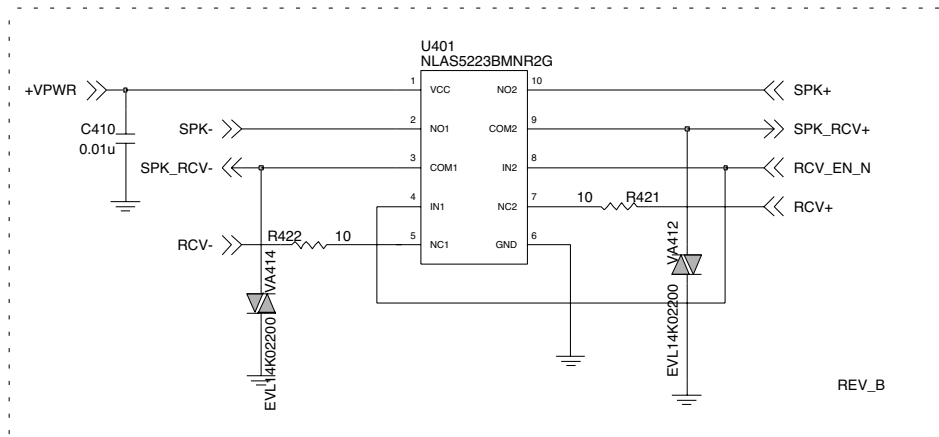 U401
NLAS5223BMNR2G
+VPWR
1 VCC NO2 10
SPK+
C410
0.01u
SPK-
2 NO1 COM2 9
SPK_RCV+
SPK_RCV-
3 COM1 IN2 8
RCV_EN_N
4 IN1 NC2 7
10 R421
RCV+
RCV-
R422 10
5 NC1 GND 6
VA414
EVL14K02200
VA412
EVL14K02200
REV_B